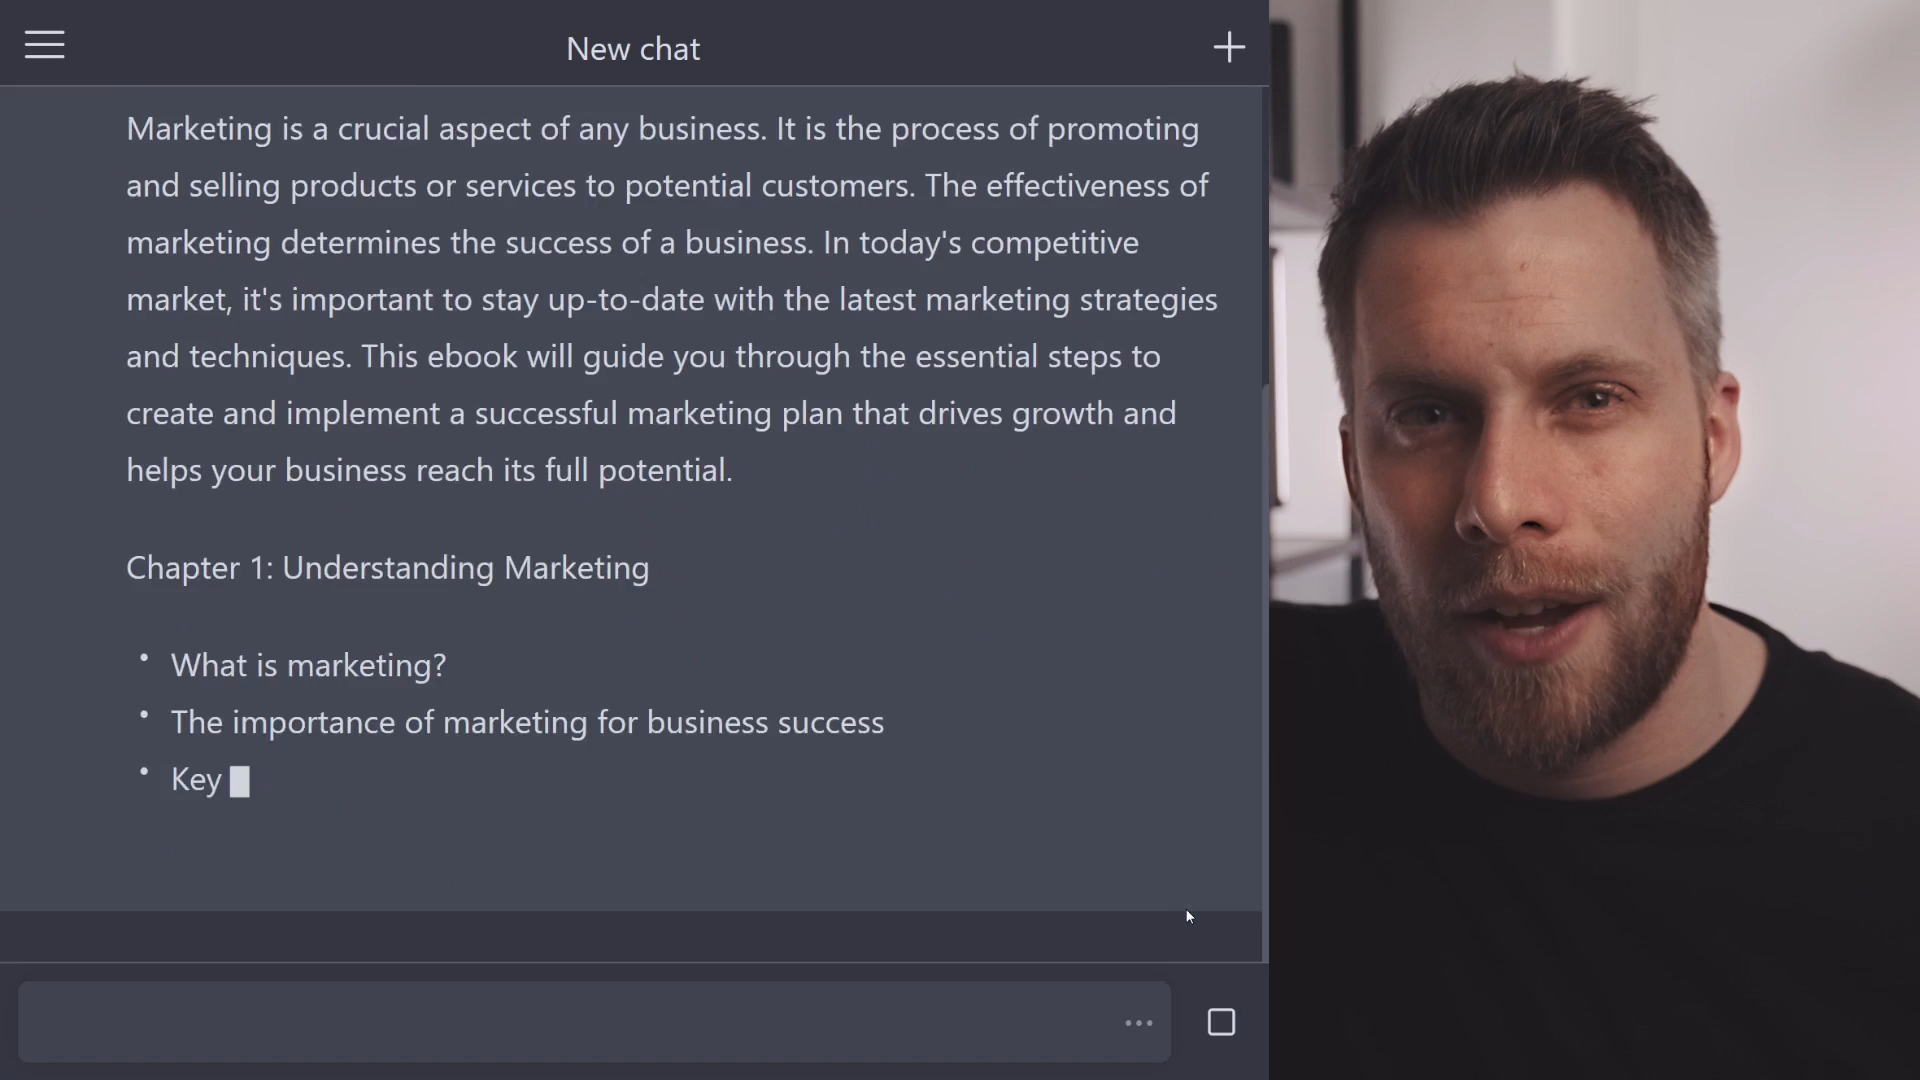 New chat
Marketing is a crucial aspect of any business. It is the process of promoting
and selling products or services to potential customers. The effectiveness of
marketing determines the success of a business. In today's competitive
market, it's important to stay up-to-date with the latest marketing strategies
and techniques. This ebook will guide you through the essential steps to
create and implement a successful marketing plan that drives growth and
helps your business reach its full potential.
Chapter 1: Understanding Marketing
• What is marketing?
• The importance of marketing for business success
• Key